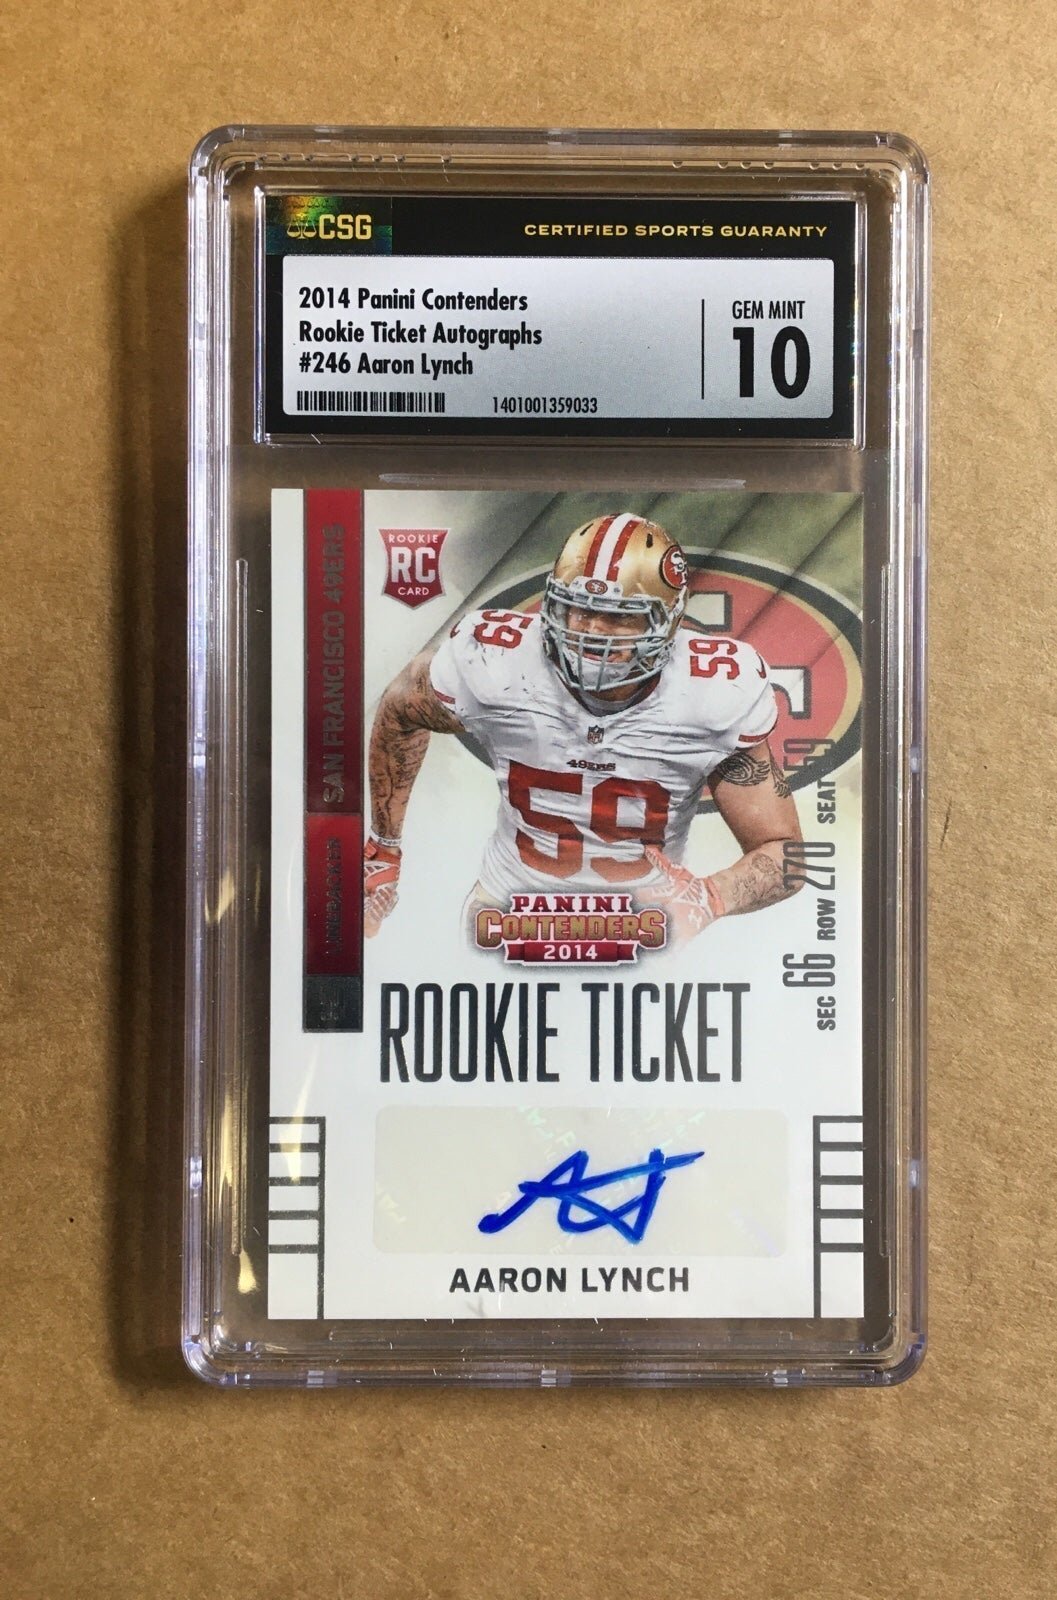 CSG
CERTIFIED SPORTS GUARANTY
2014 Panini Contenders
Rookie Ticket Autographs
#246 Aaron Lynch
GEM MINT
10
1401001359033
SAN FRANCISCO 49ERS
LINEBACKER
ROOKIE
RC
CARD
59
59
49ERS
59
SEC 66 ROW 270 SEAT 59
PANINI
CONTENDERS
2014
ROOKIE TICKET
AARON LYNCH